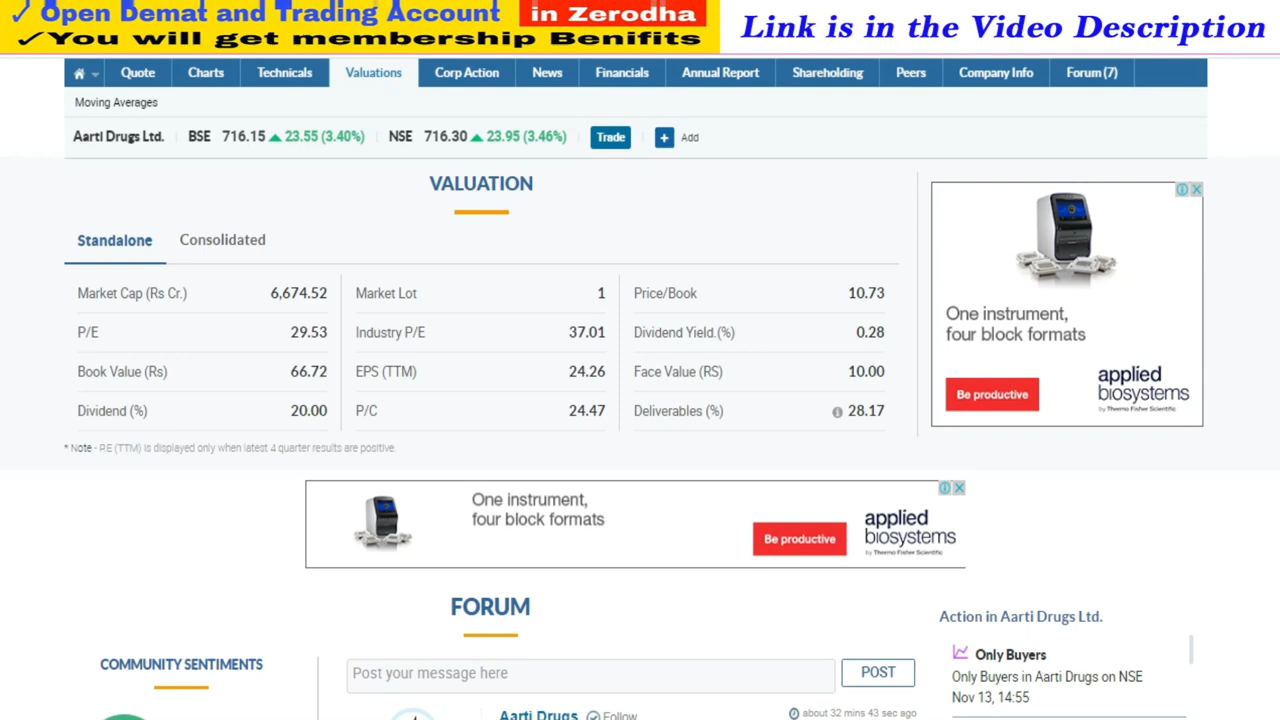 ✓ Open Demat and Trading Account in Zerodha
✓You will get membership Benifits
Link is in the Video Description
Quote Charts Technicals Valuations Corp Action News Financials Annual Report Shareholding Peers Company Info Forum (7)
Moving Averages
Aarti Drugs Ltd. BSE 716.15 ▲ 23.55 (3.40%) NSE 716.30 ▲ 23.95 (3.46%) Trade + Add
VALUATION
Standalone Consolidated
Market Cap (Rs Cr.) 6,674.52 Market Lot 1 Price/Book 10.73
P/E 29.53 Industry P/E 37.01 Dividend Yield.(%) 0.28
Book Value (Rs) 66.72 EPS (TTM) 24.26 Face Value (RS) 10.00
Dividend (%) 20.00 P/C 24.47 Deliverables (%) 28.17
* Note - P.E (TTM) is displayed only when latest 4 quarter results are positive.
One instrument,
four block formats
Be productive
applied
biosystems
by Thermo Fisher Scientific
One instrument,
four block formats
Be productive
applied
biosystems
by Thermo Fisher Scientific
FORUM
COMMUNITY SENTIMENTS
Post your message here POST
Aarti Drugs Follow about 32 mins 43 sec ago
Action in Aarti Drugs Ltd.
Only Buyers
Only Buyers in Aarti Drugs on NSE
Nov 13, 14:55